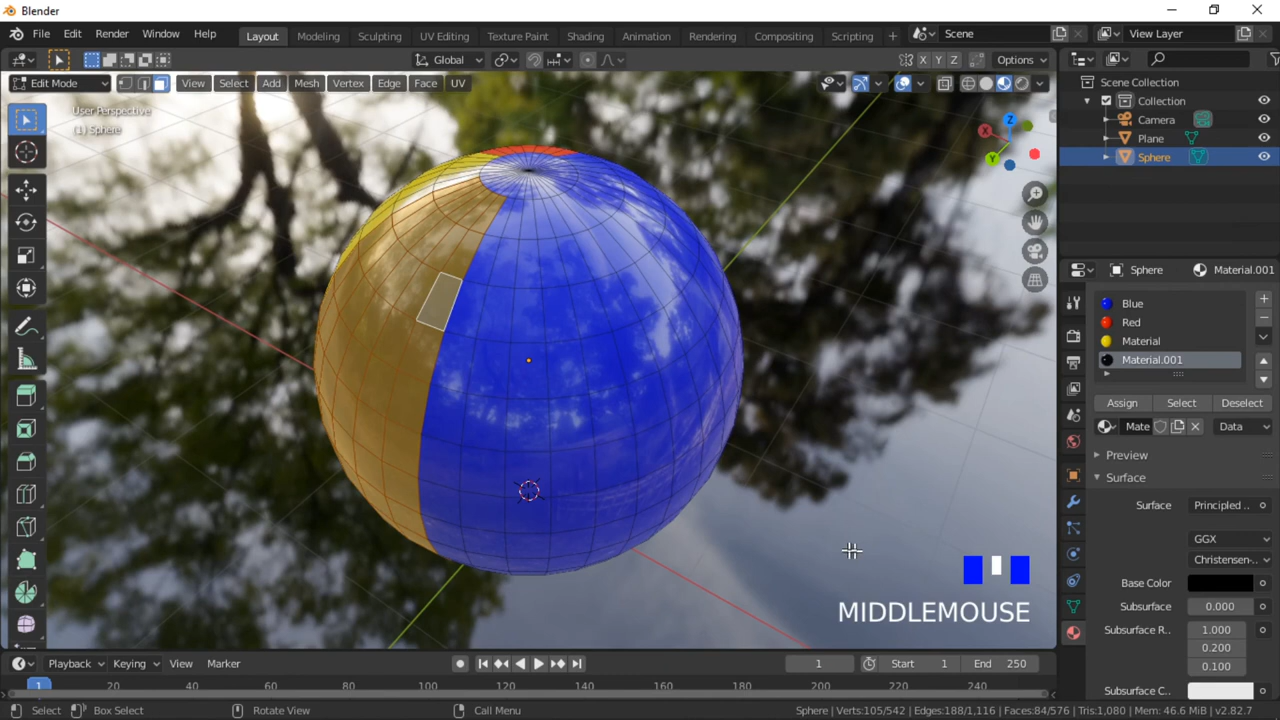 Blender
File Edit Render Window Help
Layout Modeling Sculpting UV Editing Texture Paint Shading Animation Rendering Compositing Scripting + Scene View Layer
Global X Y Z Options
Edit Mode View Select Add Mesh Vertex Edge Face UV
User Perspective
(1) Sphere
Z
X
Y
Scene Collection
Collection
Camera
Plane
Sphere
Sphere Material.001
Blue
Red
Material
Material.001
Assign Select Deselect
Mate Data
Preview
Surface
Surface Principled ..
GGX
Christensen-..
Base Color
Subsurface 0.000
Subsurface R.. 1.000
0.200
0.100
Subsurface C..
MIDDLEMOUSE
Playback Keying View Marker 1 Start 1 End 250
1 20 40 60 80 100 120 140 160 180 200 220 240
Select Box Select Rotate View Call Menu Sphere | Verts:105/542 | Edges:188/1,116 | Faces:84/576 | Tris:1,080 | Mem: 46.6 MiB | v2.82.7